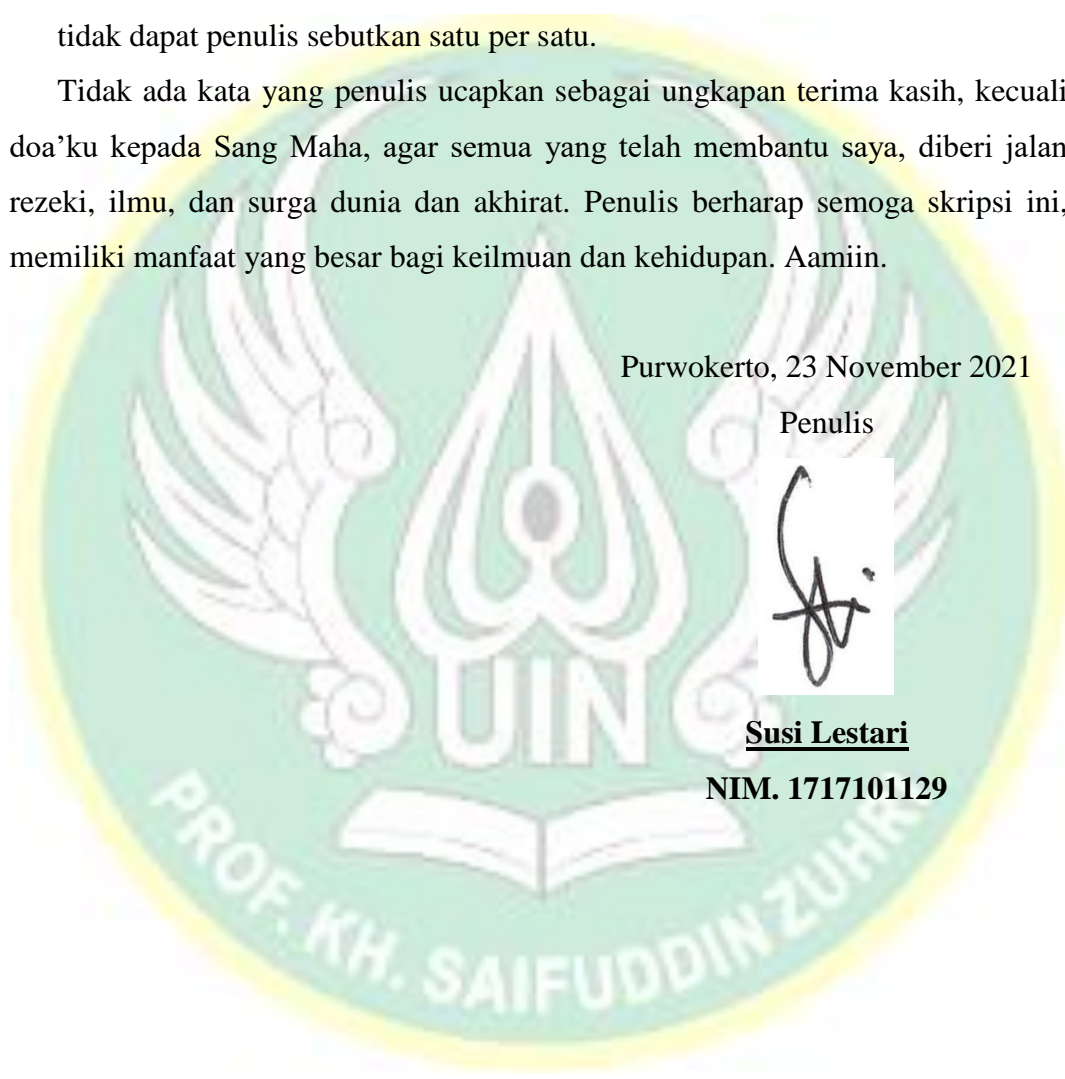 tidak dapat penulis sebutkan satu per satu.
Tidak ada kata yang penulis ucapkan sebagai ungkapan terima kasih, kecuali
doa’ku kepada Sang Maha, agar semua yang telah membantu saya, diberi jalan
rezeki, ilmu, dan surga dunia dan akhirat. Penulis berharap semoga skripsi ini,
memiliki manfaat yang besar bagi keilmuan dan kehidupan. Aamiin.
Purwokerto, 23 November 2021
Penulis
Susi Lestari
NIM. 1717101129
UIN
PROF. KH. SAIFUDDIN ZUHRI